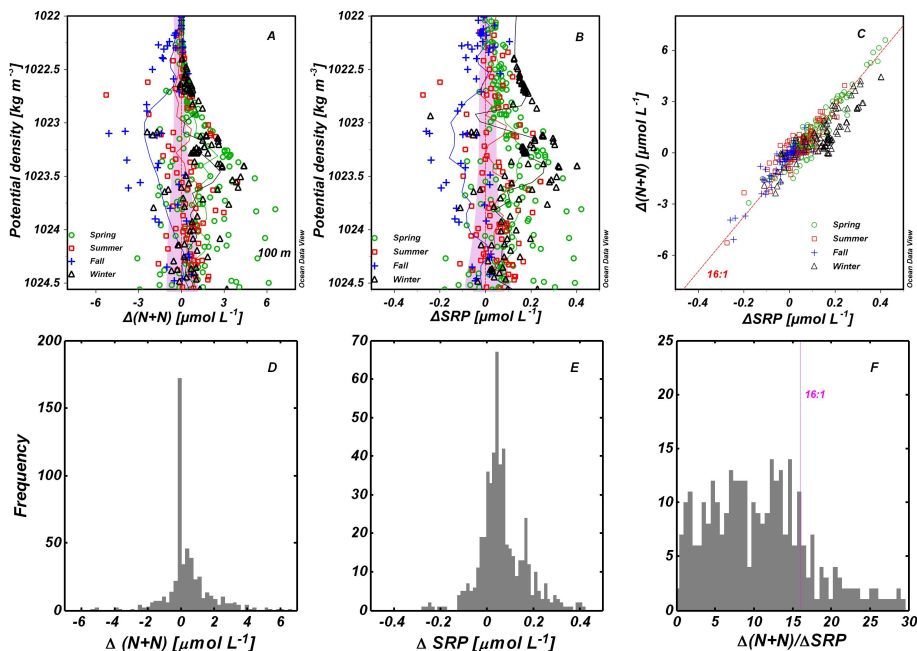 A
1022
1022.5
1023
1023.5
1024
1024.5
Potential density [kg m⁻³]
Spring
Summer
Fall
Winter
100 m
Ocean Data View
-6 -3 0 3 6
Δ(N+N) [μmol L⁻¹]
B
1022
1022.5
1023
1023.5
1024
1024.5
Potential density [kg m⁻³]
Spring
Summer
Fall
Winter
Ocean Data View
-0.4 -0.2 0 0.2 0.4
ΔSRP [μmol L⁻¹]
C
6
3
0
-3
-6
Δ(N+N) [μmol L⁻¹]
Spring
Summer
Fall
Winter
16:1
Ocean Data View
-0.4 -0.2 0 0.2 0.4
ΔSRP [μmol L⁻¹]
D
200
150
100
50
0
Frequency
-6 -4 -2 0 2 4 6
Δ (N+N) [μmol L⁻¹]
E
70
60
50
40
30
20
10
0
-0.4 -0.2 0 0.2 0.4
Δ SRP [μmol L⁻¹]
F
25
20
15
10
5
0
16:1
0 5 10 15 20 25 30
Δ(N+N)/ΔSRP